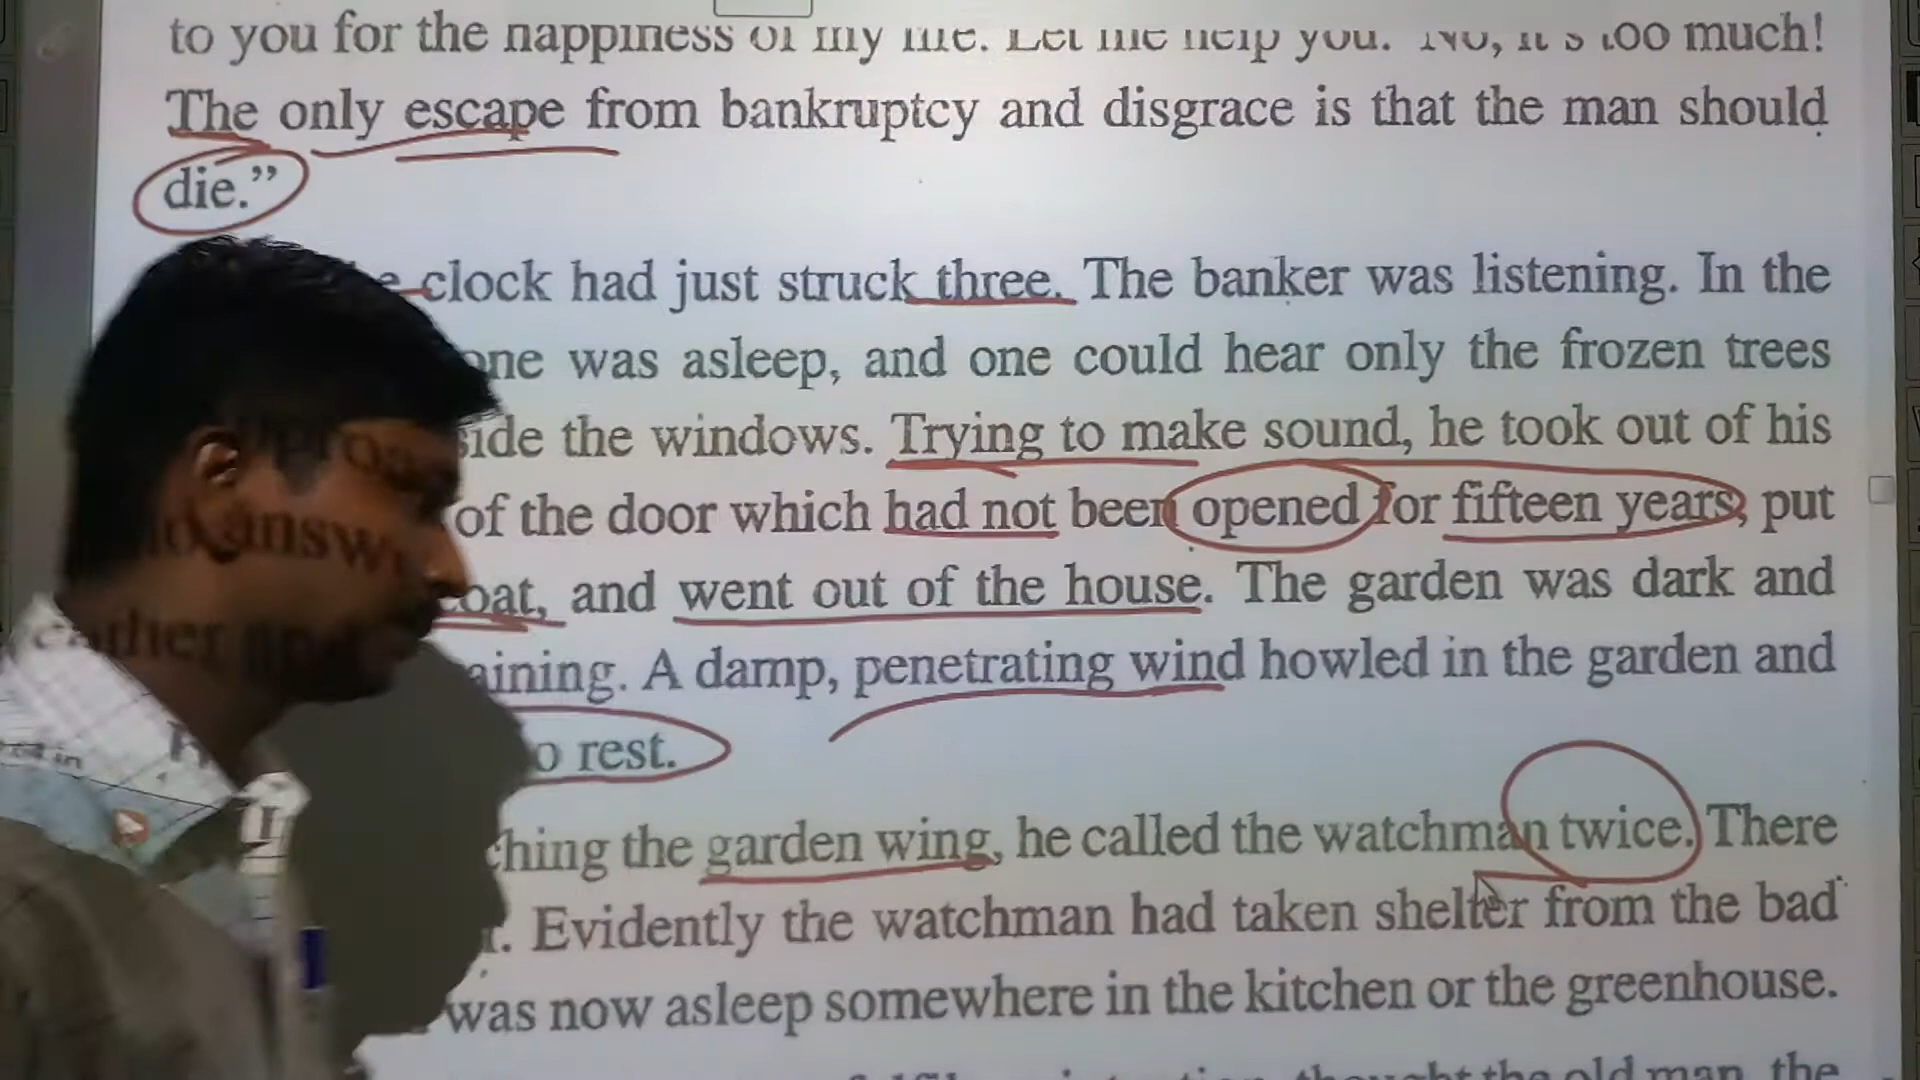 to you for the happiness of my life. Let me help you. No, it's too much!
The only escape from bankruptcy and disgrace is that the man should
die.”
clock had just struck three. The banker was listening. In the
was asleep, and one could hear only the frozen trees
the windows. Trying to make sound, he took out of his
of the door which had not been opened for fifteen years, put
and went out of the house. The garden was dark and
A damp, penetrating wind howled in the garden and
rest.
the garden wing, he called the watchman twice. There
Evidently the watchman had taken shelter from the bad
was now asleep somewhere in the kitchen or the greenhouse.
thought the old man, the